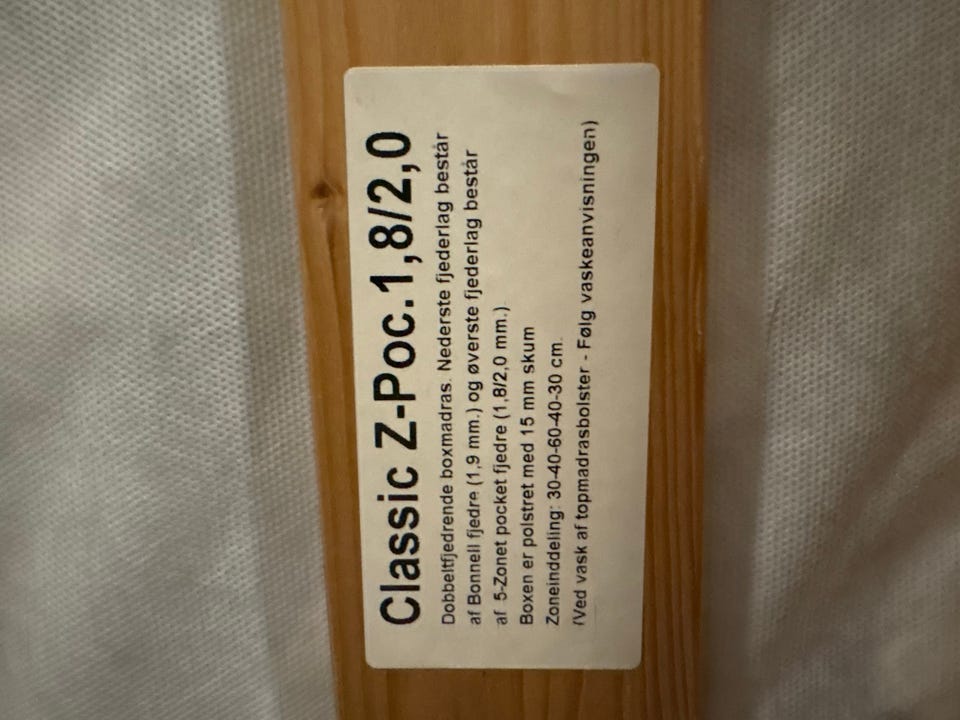 Classic Z-Poc.1,8/2,0
Dobbeltfjedrende boxmadras. Nederste fjederlag består
af Bonnell fjedre (1,9 mm.) og øverste fjederlag består
af 5-Zonet pocket fjedre (1,8/2,0 mm.)
Boxen er polstret med 15 mm skum
Zoneinddeling: 30-40-60-40-30 cm.
(Ved vask af topmadrasbolster - Følg vaskeanvisningen)